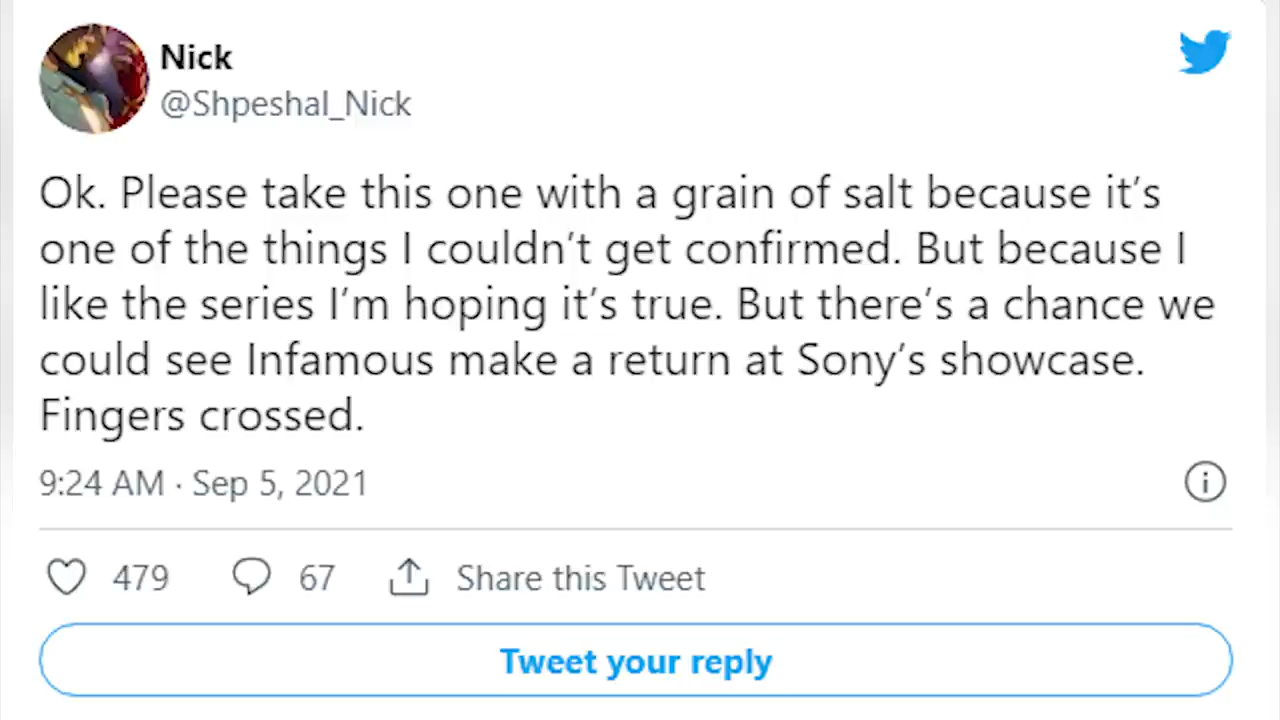 Nick
@Shpeshal_Nick
Ok. Please take this one with a grain of salt because it’s
one of the things I couldn’t get confirmed. But because I
like the series I’m hoping it’s true. But there’s a chance we
could see Infamous make a return at Sony’s showcase.
Fingers crossed.
9:24 AM · Sep 5, 2021
479 67 Share this Tweet
Tweet your reply